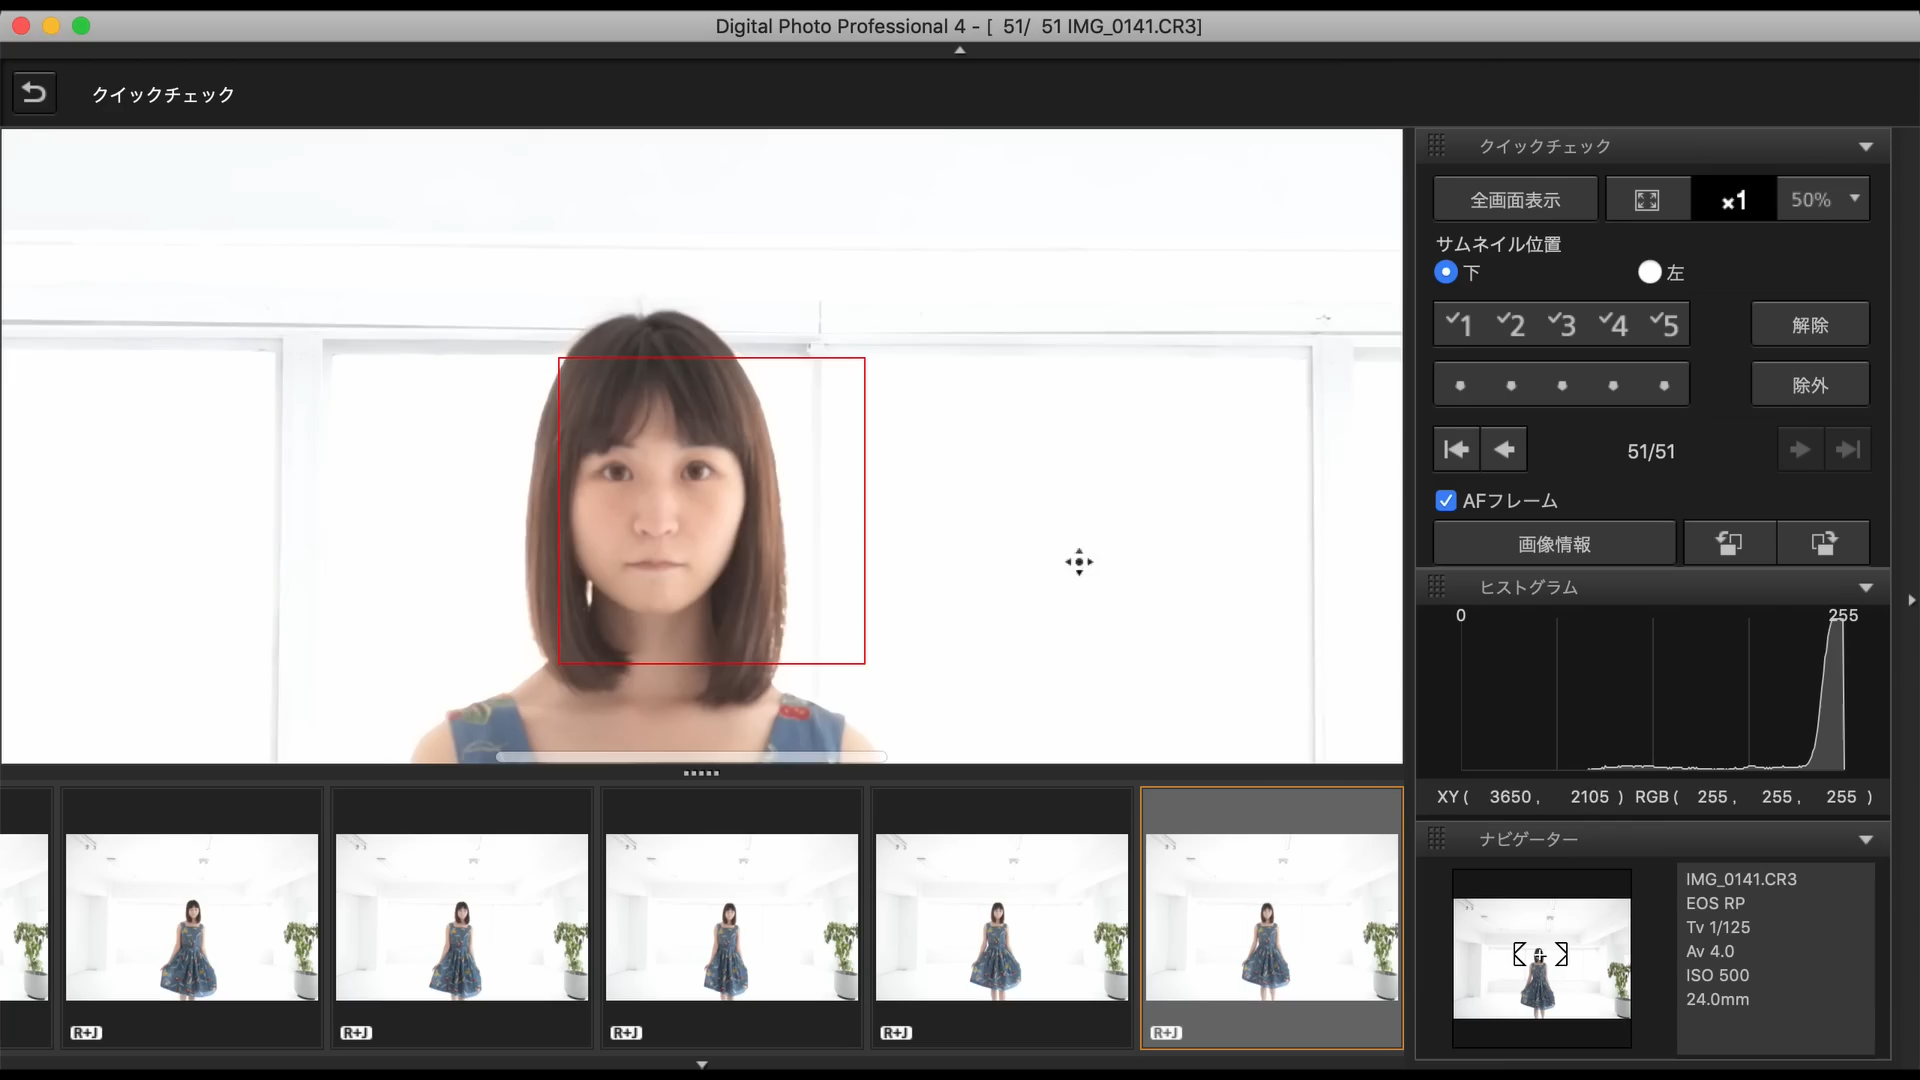 Digital Photo Professional 4 - [  51/  51 IMG_0141.CR3]
クイックチェック
クイックチェック
全画面表示 x1 50%
サムネイル位置
下 左
1 2 3 4 5 解除
除外
51/51
AFフレーム
画像情報
ヒストグラム
0 255
XY ( 3650 , 2105 ) RGB ( 255 , 255 , 255 )
ナビゲーター
IMG_0141.CR3
EOS RP
Tv 1/125
Av 4.0
ISO 500
24.0mm
R+J R+J R+J R+J R+J